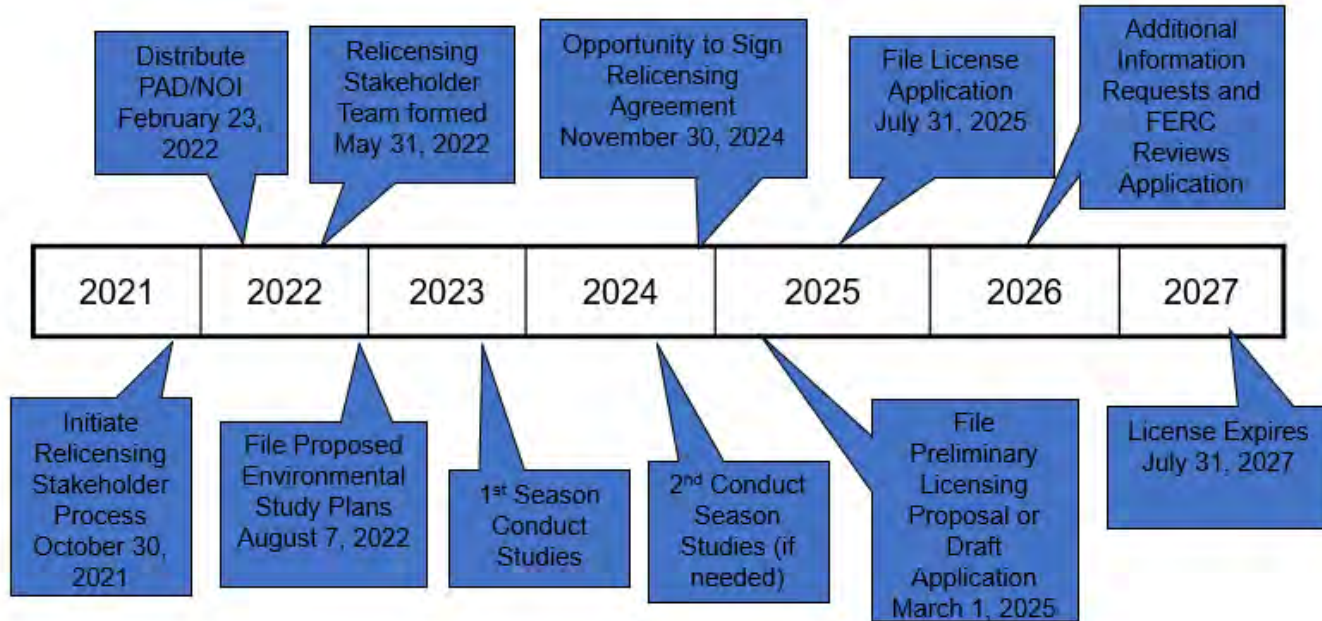 Distribute
PAD/NOI
February 23,
2022
Relicensing
Stakeholder
Team formed
May 31, 2022
Opportunity to Sign
Relicensing
Agreement
November 30, 2024
File License
Application
July 31, 2025
Additional
Information
Requests and
FERC
Reviews
Application
2021
2022
2023
2024
2025
2026
2027
Initiate
Relicensing
Stakeholder
Process
October 30,
2021
File Proposed
Environmental
Study Plans
August 7, 2022
1st Season
Conduct
Studies
2nd Conduct
Season
Studies (if
needed)
File
Preliminary
Licensing
Proposal or
Draft
Application
March 1, 2025
License Expires
July 31, 2027